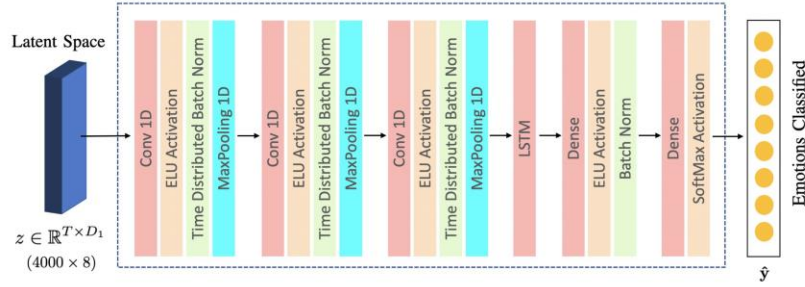 Latent Space
z ∈ ℝ^{T×D₁}
(4000 × 8)
Conv 1D
ELU Activation
Time Distributed Batch Norm
MaxPooling 1D
Conv 1D
ELU Activation
Time Distributed Batch Norm
MaxPooling 1D
Conv 1D
ELU Activation
Time Distributed Batch Norm
MaxPooling 1D
LSTM
Dense
ELU Activation
Batch Norm
Dense
SoftMax Activation
Emotions Classified
ŷ